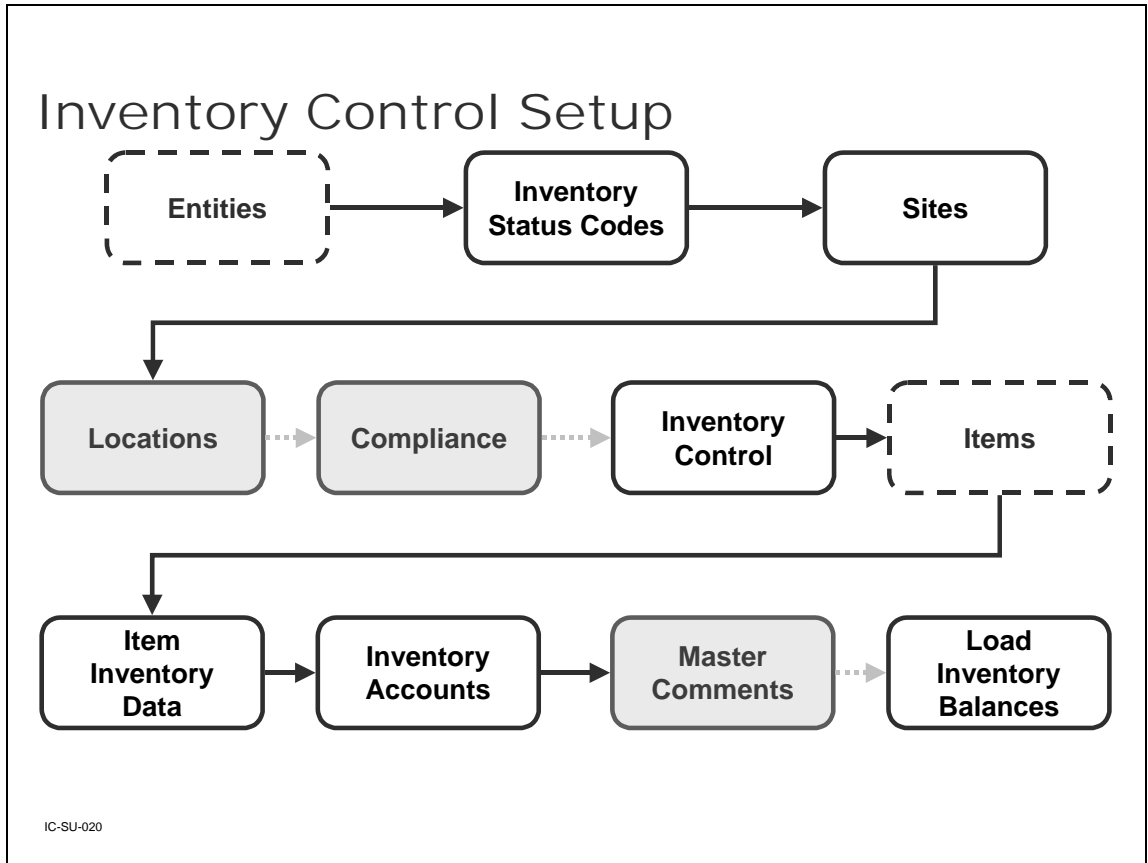 Inventory Control Setup
Entities
Inventory
Status Codes
Sites
Locations
Compliance
Inventory
Control
Items
Item
Inventory
Data
Inventory
Accounts
Master
Comments
Load
Inventory
Balances
IC-SU-020